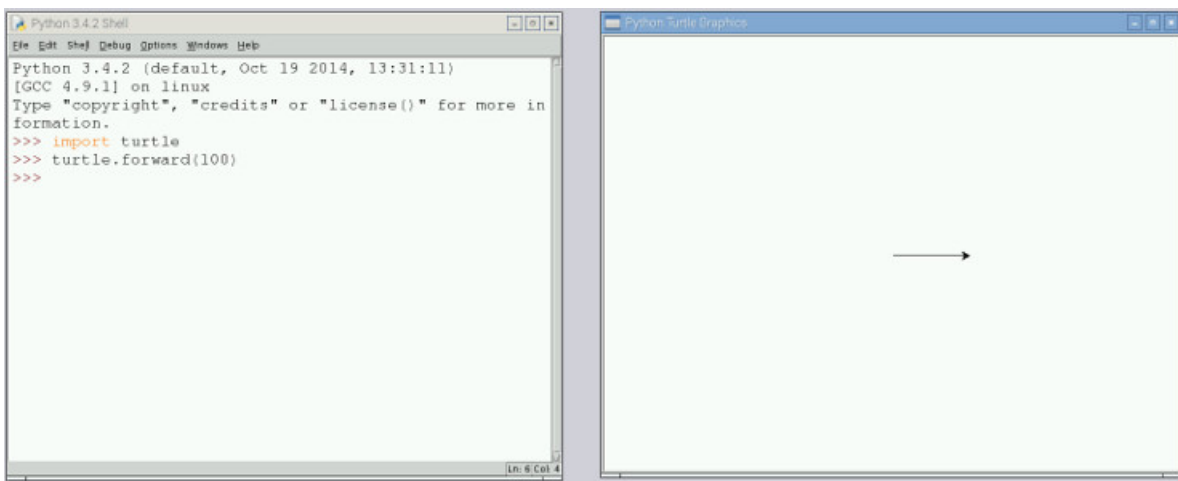 Python 3.4.2 Shell
File Edit Shell Debug Options Windows Help
Python 3.4.2 (default, Oct 19 2014, 13:31:11)
[GCC 4.9.1] on linux
Type "copyright", "credits" or "license()" for more in
formation.
>>> import turtle
>>> turtle.forward(100)
>>>
Ln: 6 Col: 4
Python Turtle Graphics